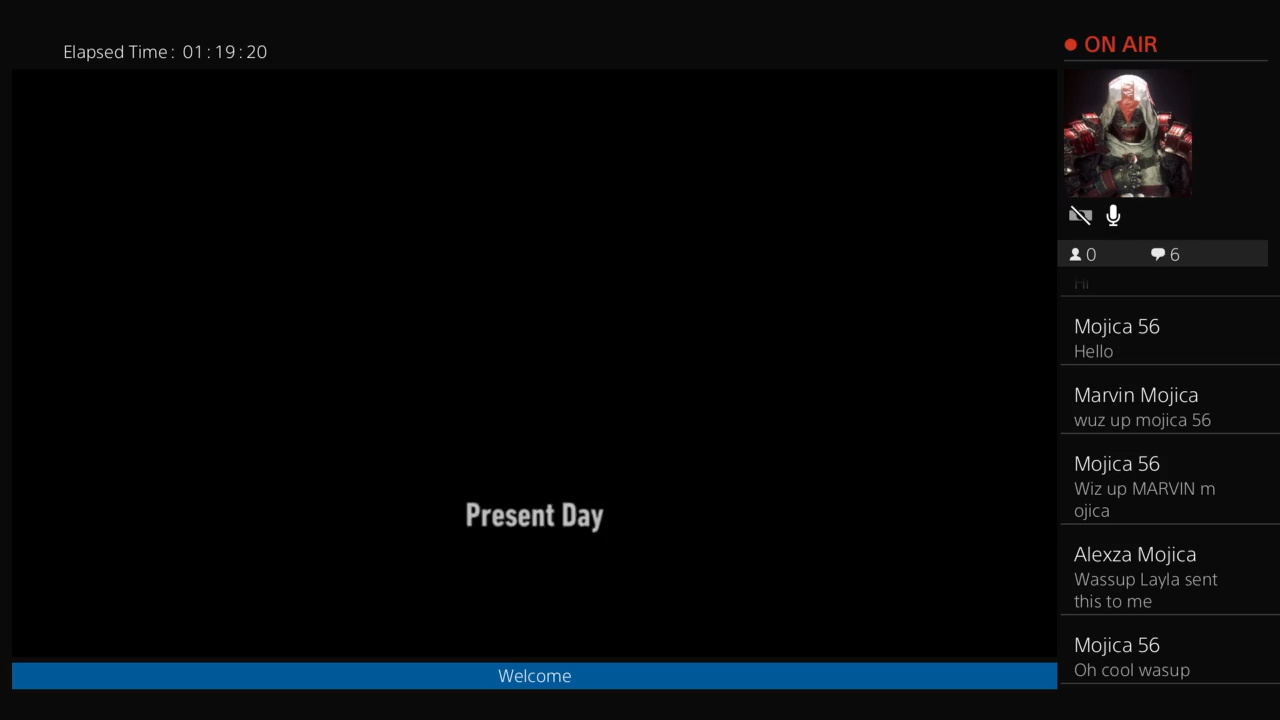 Elapsed Time: 01:19:20
ON AIR
0 6
Hi
Mojica 56
Hello
Marvin Mojica
wuz up mojica 56
Mojica 56
Wiz up MARVIN m
ojica
Alexza Mojica
Wassup Layla sent
this to me
Mojica 56
Oh cool wasup
Present Day
Welcome